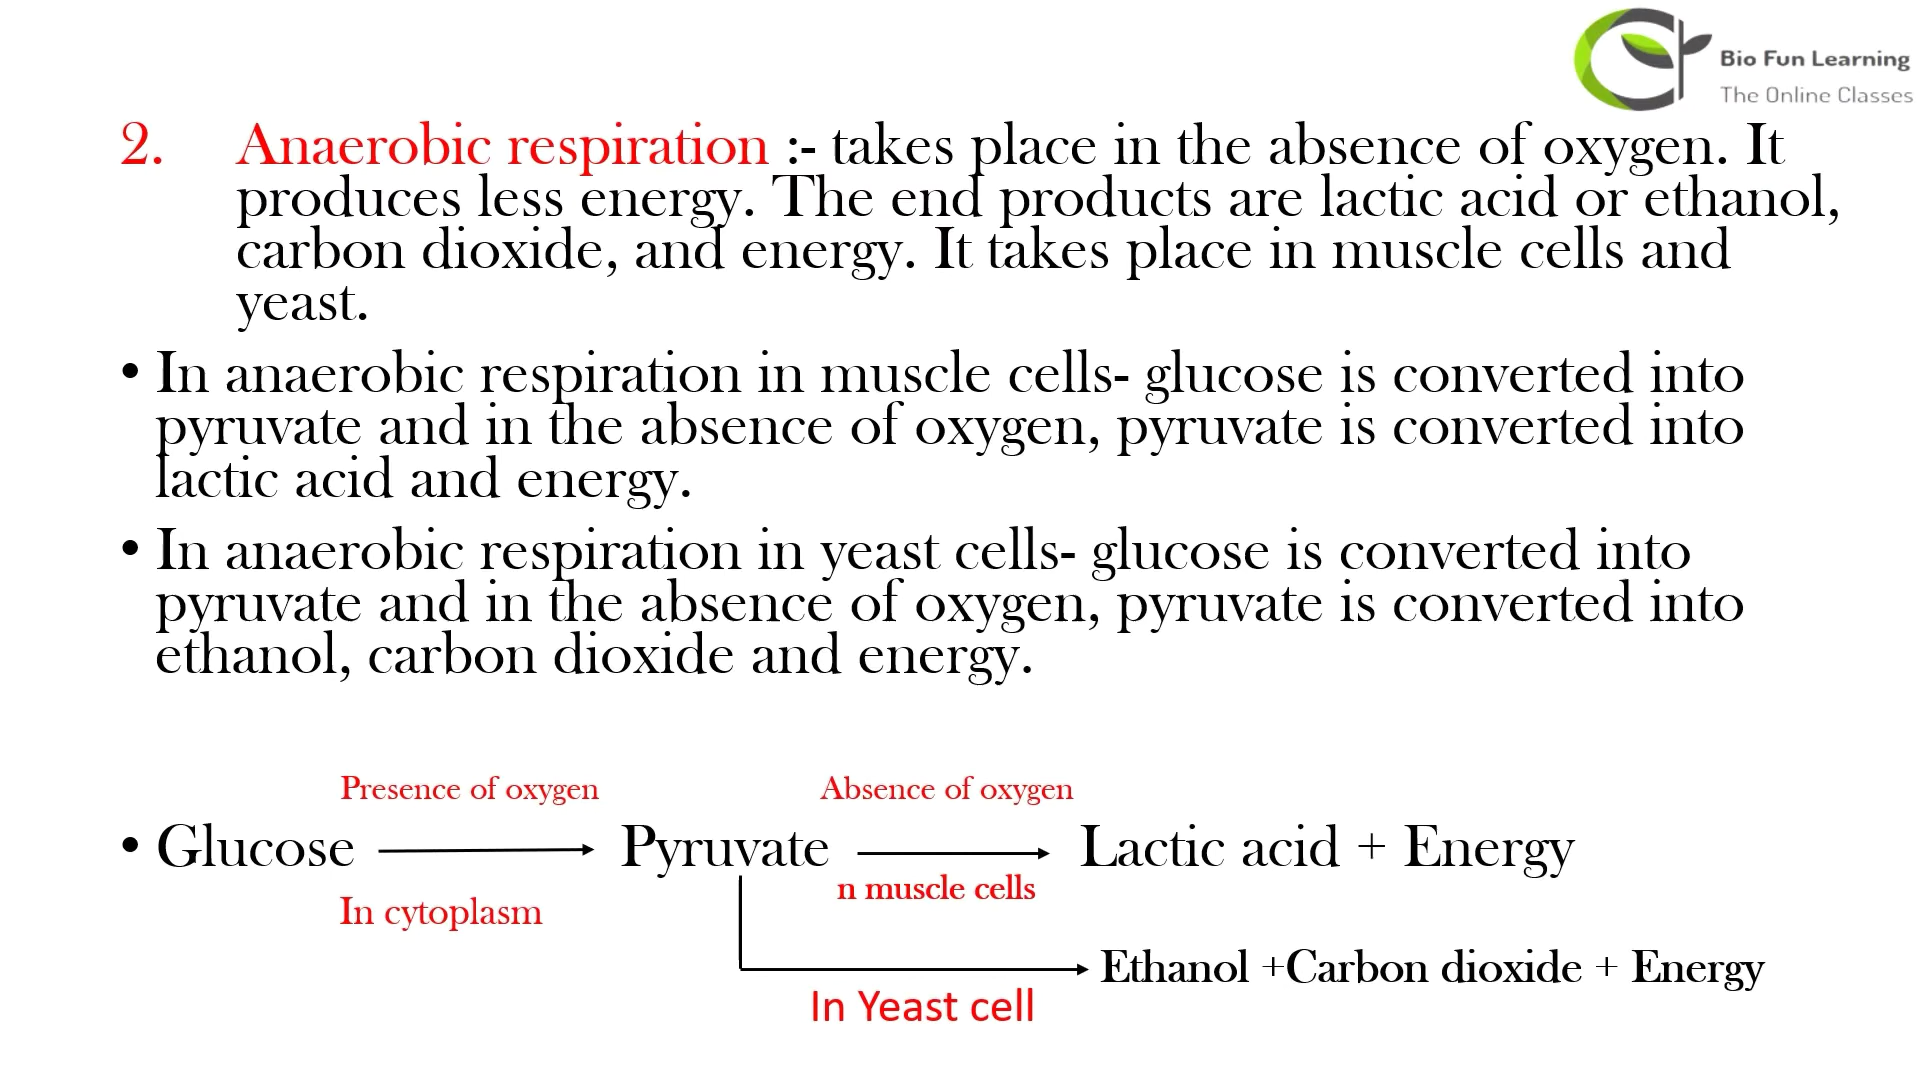 Bio Fun Learning
The Online Classes
2. Anaerobic respiration :- takes place in the absence of oxygen. It
produces less energy. The end products are lactic acid or ethanol,
carbon dioxide, and energy. It takes place in muscle cells and
yeast.
• In anaerobic respiration in muscle cells- glucose is converted into
pyruvate and in the absence of oxygen, pyruvate is converted into
lactic acid and energy.
• In anaerobic respiration in yeast cells- glucose is converted into
pyruvate and in the absence of oxygen, pyruvate is converted into
ethanol, carbon dioxide and energy.
Presence of oxygen Absence of oxygen
• Glucose Pyruvate Lactic acid + Energy
n muscle cells
In cytoplasm
Ethanol +Carbon dioxide + Energy
In Yeast cell